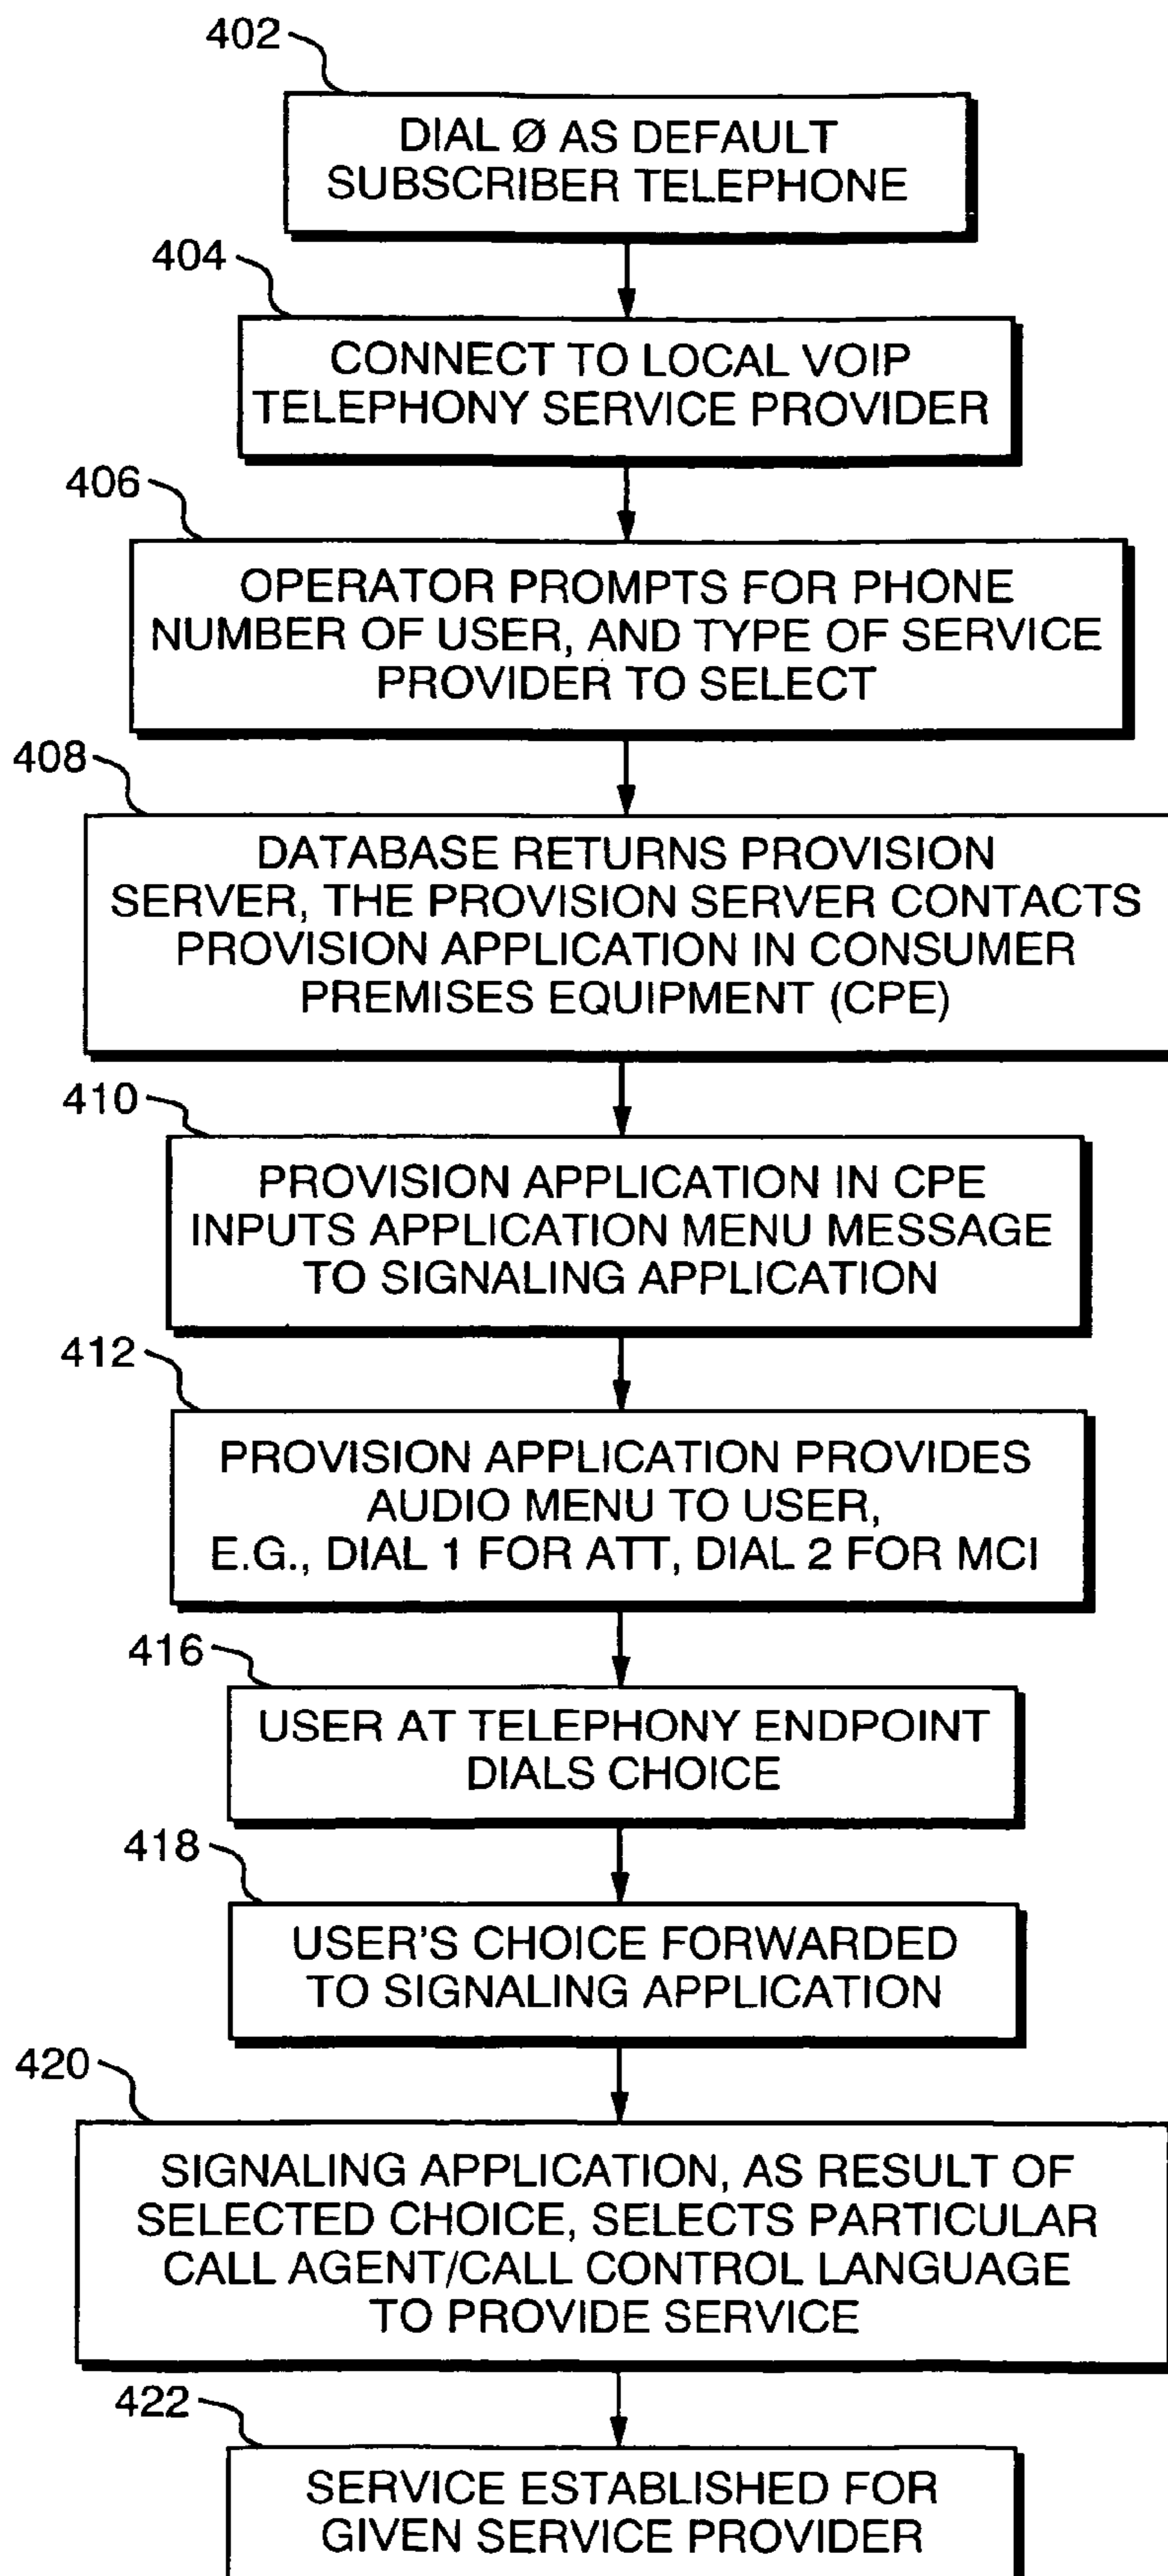 402
DIAL Ø AS DEFAULT
SUBSCRIBER TELEPHONE
404
CONNECT TO LOCAL VOIP
TELEPHONY SERVICE PROVIDER
406
OPERATOR PROMPTS FOR PHONE
NUMBER OF USER, AND TYPE OF SERVICE
PROVIDER TO SELECT
408
DATABASE RETURNS PROVISION
SERVER, THE PROVISION SERVER CONTACTS
PROVISION APPLICATION IN CONSUMER
PREMISES EQUIPMENT (CPE)
410
PROVISION APPLICATION IN CPE
INPUTS APPLICATION MENU MESSAGE
TO SIGNALING APPLICATION
412
PROVISION APPLICATION PROVIDES
AUDIO MENU TO USER,
E.G., DIAL 1 FOR ATT, DIAL 2 FOR MCI
416
USER AT TELEPHONY ENDPOINT
DIALS CHOICE
418
USER'S CHOICE FORWARDED
TO SIGNALING APPLICATION
420
SIGNALING APPLICATION, AS RESULT OF
SELECTED CHOICE, SELECTS PARTICULAR
CALL AGENT/CALL CONTROL LANGUAGE
TO PROVIDE SERVICE
422
SERVICE ESTABLISHED FOR
GIVEN SERVICE PROVIDER